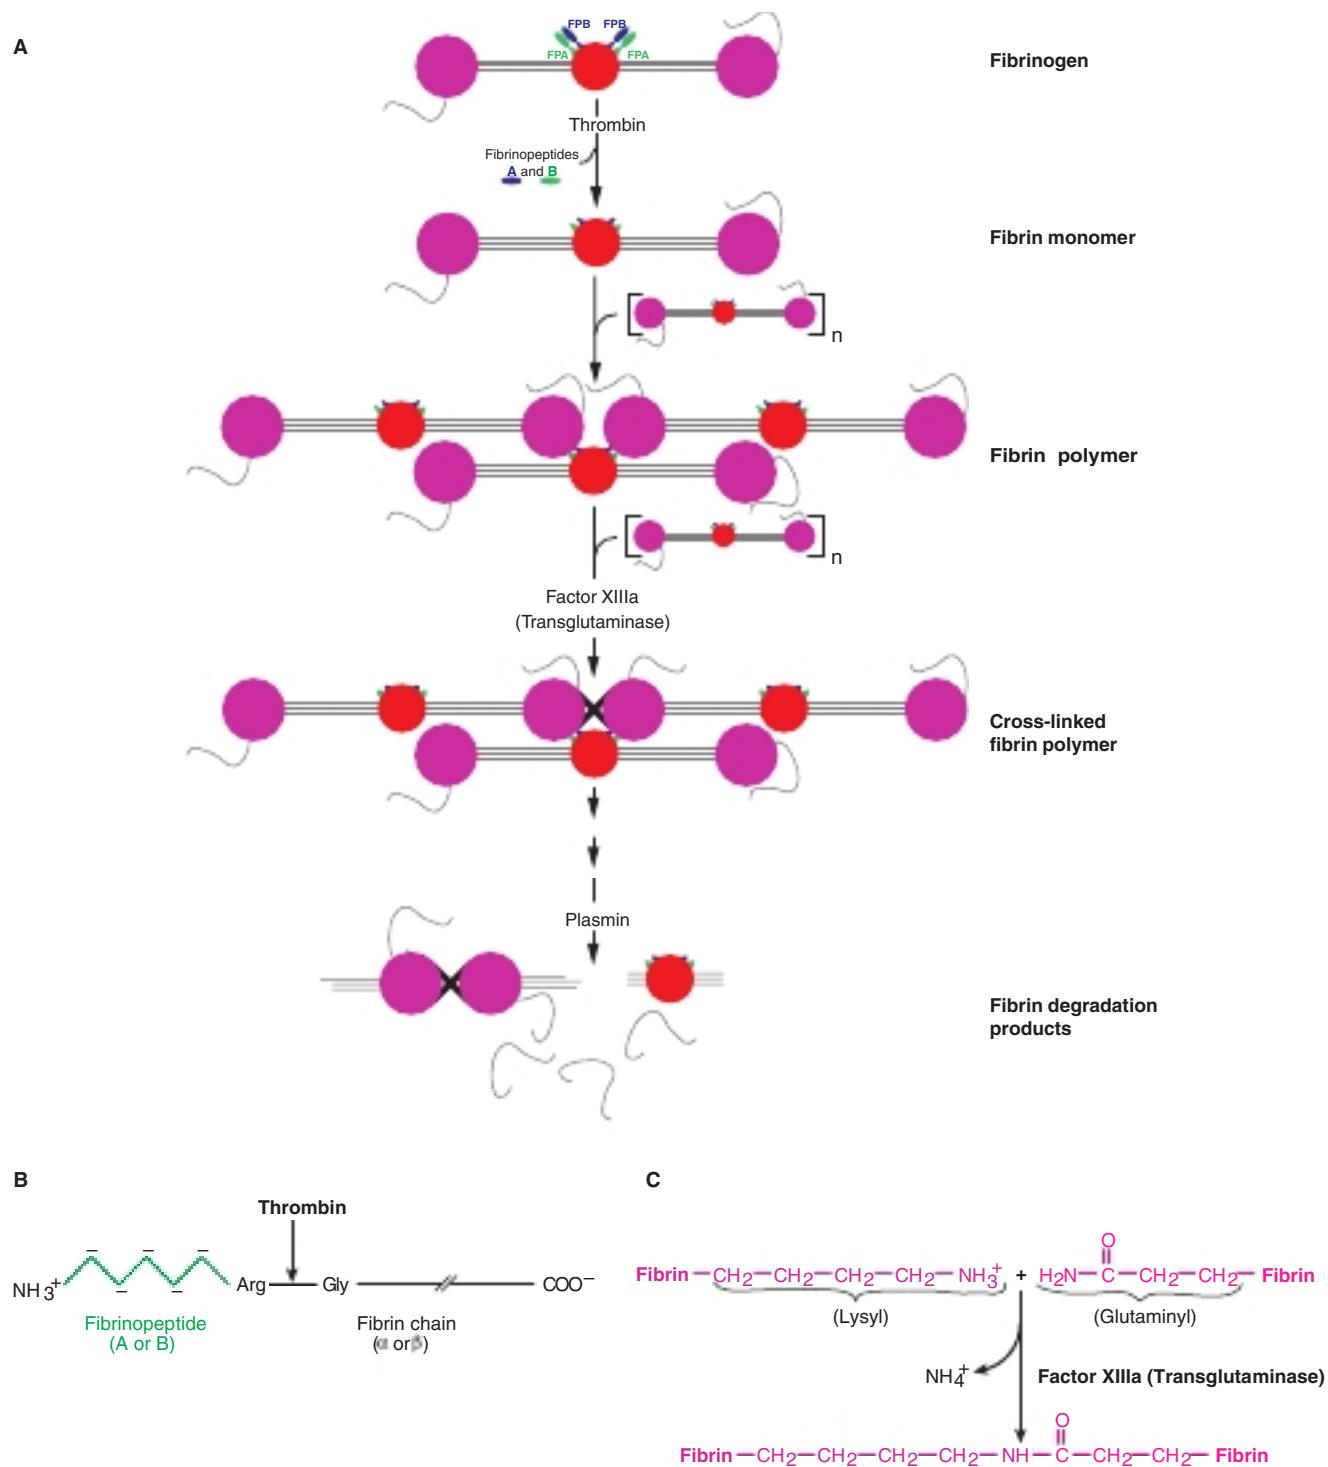 A
FPB FPB
FPA FPA
Fibrinogen
Thrombin
Fibrinopeptides
A and B
Fibrin monomer
n
Fibrin polymer
n
Factor XIIIa
(Transglutaminase)
Cross-linked
fibrin polymer
Plasmin
Fibrin degradation
products
B
Thrombin
NH3+ Arg Gly COO–
Fibrinopeptide
(A or B)
Fibrin chain
(α or β)
C
O
Fibrin—CH2—CH2—CH2—CH2—NH3+ + H2N—C—CH2—CH2—Fibrin
(Lysyl) (Glutaminyl)
NH4+ Factor XIIIa (Transglutaminase)
O
Fibrin—CH2—CH2—CH2—CH2—NH—C—CH2—CH2—Fibrin